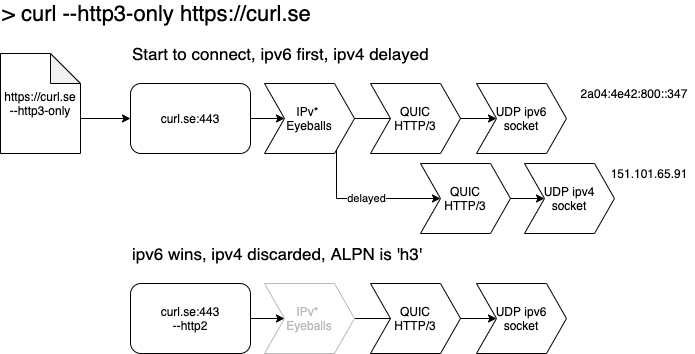 > curl --http3-only https://curl.se
Start to connect, ipv6 first, ipv4 delayed
https://curl.se
--http3-only
curl.se:443
IPv*
Eyeballs
QUIC
HTTP/3
UDP ipv6
socket
2a04:4e42:800::347
delayed
QUIC
HTTP/3
UDP ipv4
socket
151.101.65.91
ipv6 wins, ipv4 discarded, ALPN is 'h3'
curl.se:443
--http2
IPv*
Eyeballs
QUIC
HTTP/3
UDP ipv6
socket